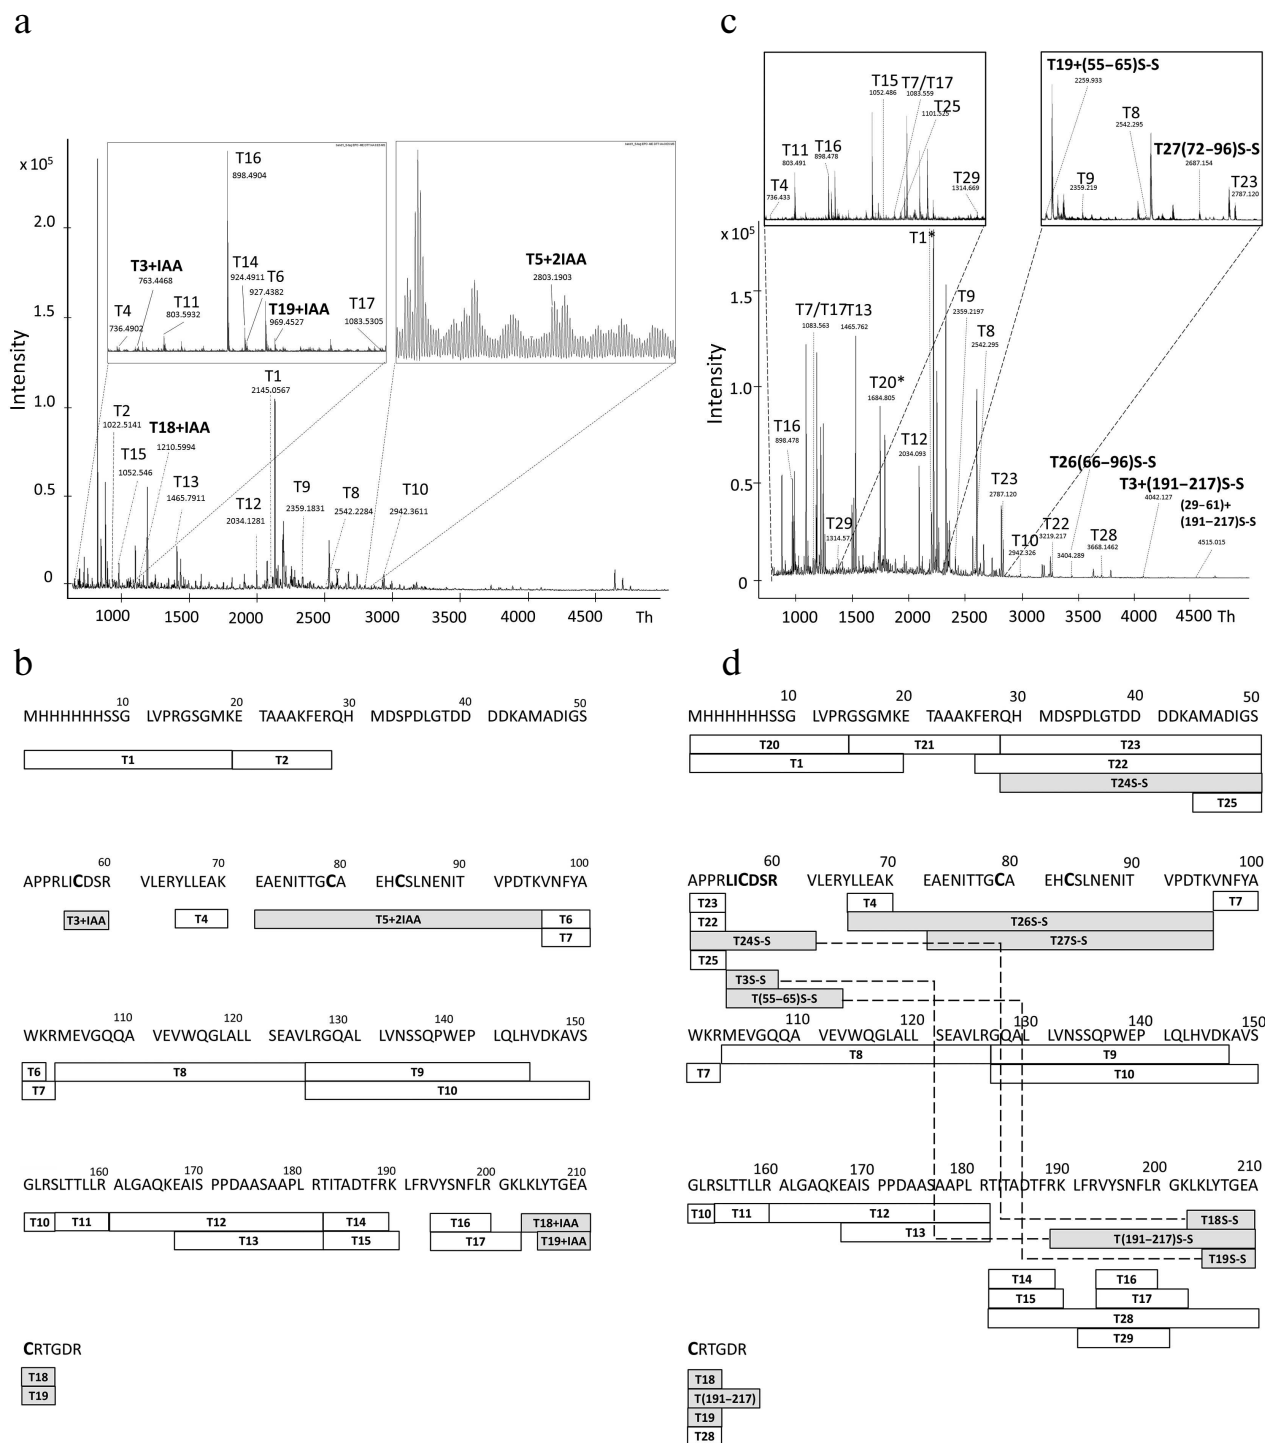 a
x10⁵
2.0
1.5
1.0
0.5
0
Intensity
1000 1500 2000 2500 3000 4000 4500 Th
T16
898.4904
T3+IAA
763.4468
T14
924.4911
T6
927.4382
T4
736.4902
T11
803.5932
T19+IAA
969.4527
T17
1083.5305
T5+2IAA
2803.1903
T1
2145.0567
T2
1022.5141
T18+IAA
1210.5994
T15
1052.546
T13
1465.7911
T12
2034.1281
T9
2359.1831
T8
2542.2284
T10
2942.3611
c
T15
1052.486
T7/T17
1083.559
T25
1101.525
T11
803.491
T16
898.478
T4
736.433
T29
1314.669
T19+(55–65)S-S
2259.933
T8
2542.295
T27(72–96)S-S
2687.154
T9
2359.219
T23
2787.120
x10⁵
1.5
1.0
0.5
0
Intensity
1000 1500 2000 2500 3000 4000 4500 Th
T1*
T7/T17
1083.563
T13
1465.762
T9
2359.2197
T8
2542.295
T20*
1684.805
T16
898.478
T12
2034.093
T29
1314.57
T23
2787.120
T10
2942.326
T22
3219.217
T26(66–96)S-S
3404.289
T28
3668.1462
T3+(191–217)S-S
4042.127
(29–61)+
(191–217)S-S
4515.015
b
10 20 30 40 50
MHHHHHHSSG LVPRGSGMKE TAAAKFERQH MDSPDLGTDD DDKAMADIGS
T1 T2
60 70 80 90 100
APPRLICDSR VLERYLLEAK EAENITTGCA EHCSLNENIT VPDTKVNFYA
T3+IAA T4 T5+2IAA T6
T7
110 120 130 140 150
WKRMEVGQQA VEVWQGLALL SEAVLRGQAL LVNSSQPWEP LQLHVDKAVS
T6 T8 T9
T7 T10
160 170 180 190 200 210
GLRSLTTLLR ALGAQKEAIS PPDAASAAPL RTITADTFRK LFRVYSNFLR GKLKLYTGEA
T10 T11 T12 T14 T16 T18+IAA
T13 T15 T17 T19+IAA
CRTGDR
T18
T19
d
10 20 30 40 50
MHHHHHHSSG LVPRGSGMKE TAAAKFERQH MDSPDLGTDD DDKAMADIGS
T20 T21 T23
T1 T22
T24S-S
T25
60 70 80 90 100
APPRLICDSR VLERYLLEAK EAENITTGCA EHCSLNENIT VPDTKVNFYA
T23 T4 T7
T22 T26S-S
T24S-S T27S-S
T25
T3S-S
T(55–65)S-S
110 120 130 140 150
WKRMEVGQQA VEVWQGLALL SEAVLRGQAL LVNSSQPWEP LQLHVDKAVS
T8 T9
T7 T10
160 170 180 190 200 210
GLRSLTTLLR ALGAQKEAIS PPDAASAAPL RTITADTFRK LFRVYSNFLR GKLKLYTGEA
T10 T11 T12 T18S-S
T13 T(191–217)S-S
T19S-S
T14 T16
T15 T17
T28
T29
CRTGDR
T18
T(191–217)
T19
T28